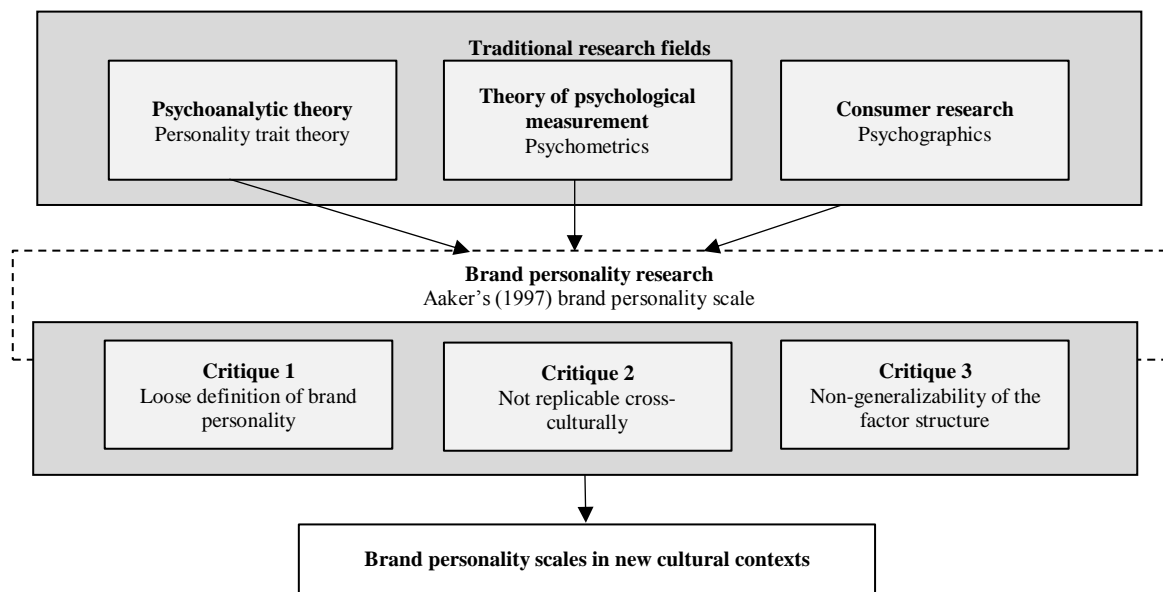 Traditional research fields
Psychoanalytic theory
Personality trait theory
Theory of psychological
measurement
Psychometrics
Consumer research
Psychographics
Brand personality research
Aaker’s (1997) brand personality scale
Critique 1
Loose definition of brand
personality
Critique 2
Not replicable cross-
culturally
Critique 3
Non-generalizability of the
factor structure
Brand personality scales in new cultural contexts